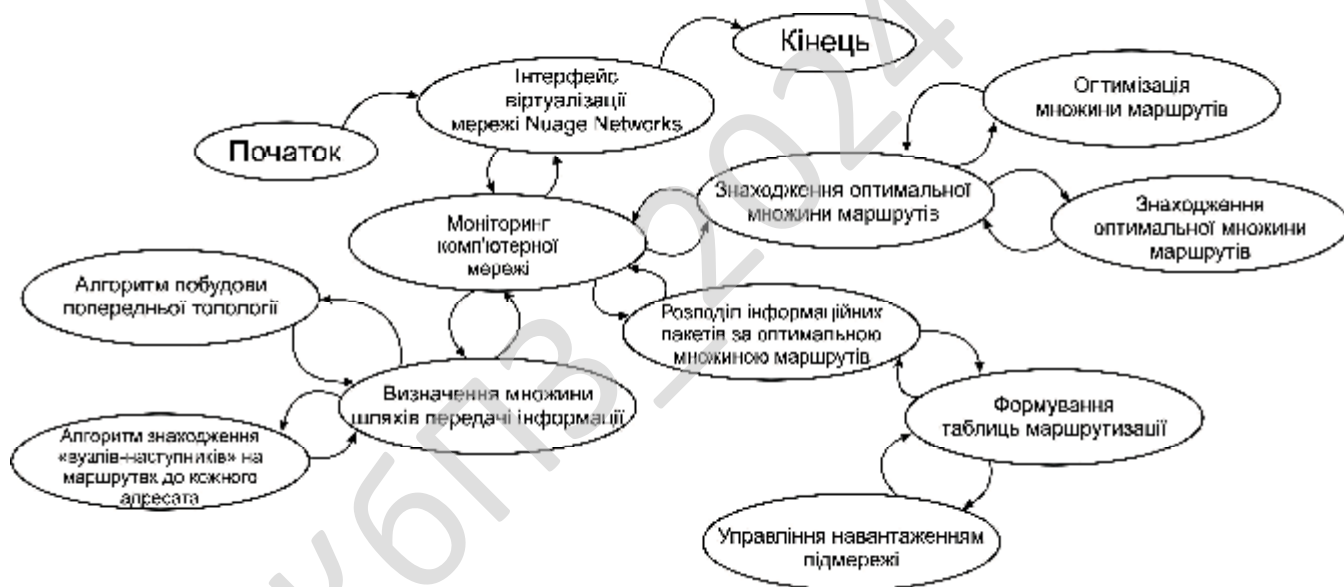 Кінець
Інтерфейс
віртуалізації
мережі Nuage Networks
Початок
Огтимізація
множини маршрутів
Знаходження оптимальної
множини маршрутів
Знаходження
оптимальної множини
маршрутів
Моніторинг
комп'ютерної
мережі
Алгоритм побудови
попередньої топології
Розподіл інформаційних
пакетів за оптимальною
множиною маршрутів
Визначення множини
шляхів передачі інформації
Формування
таблиць маршрутизації
Алгоритм знаходження
«вузлів-наступників» на
маршрутах до кожного
адресата
Управління навантаженням
підмережі
КбПЗ_2024